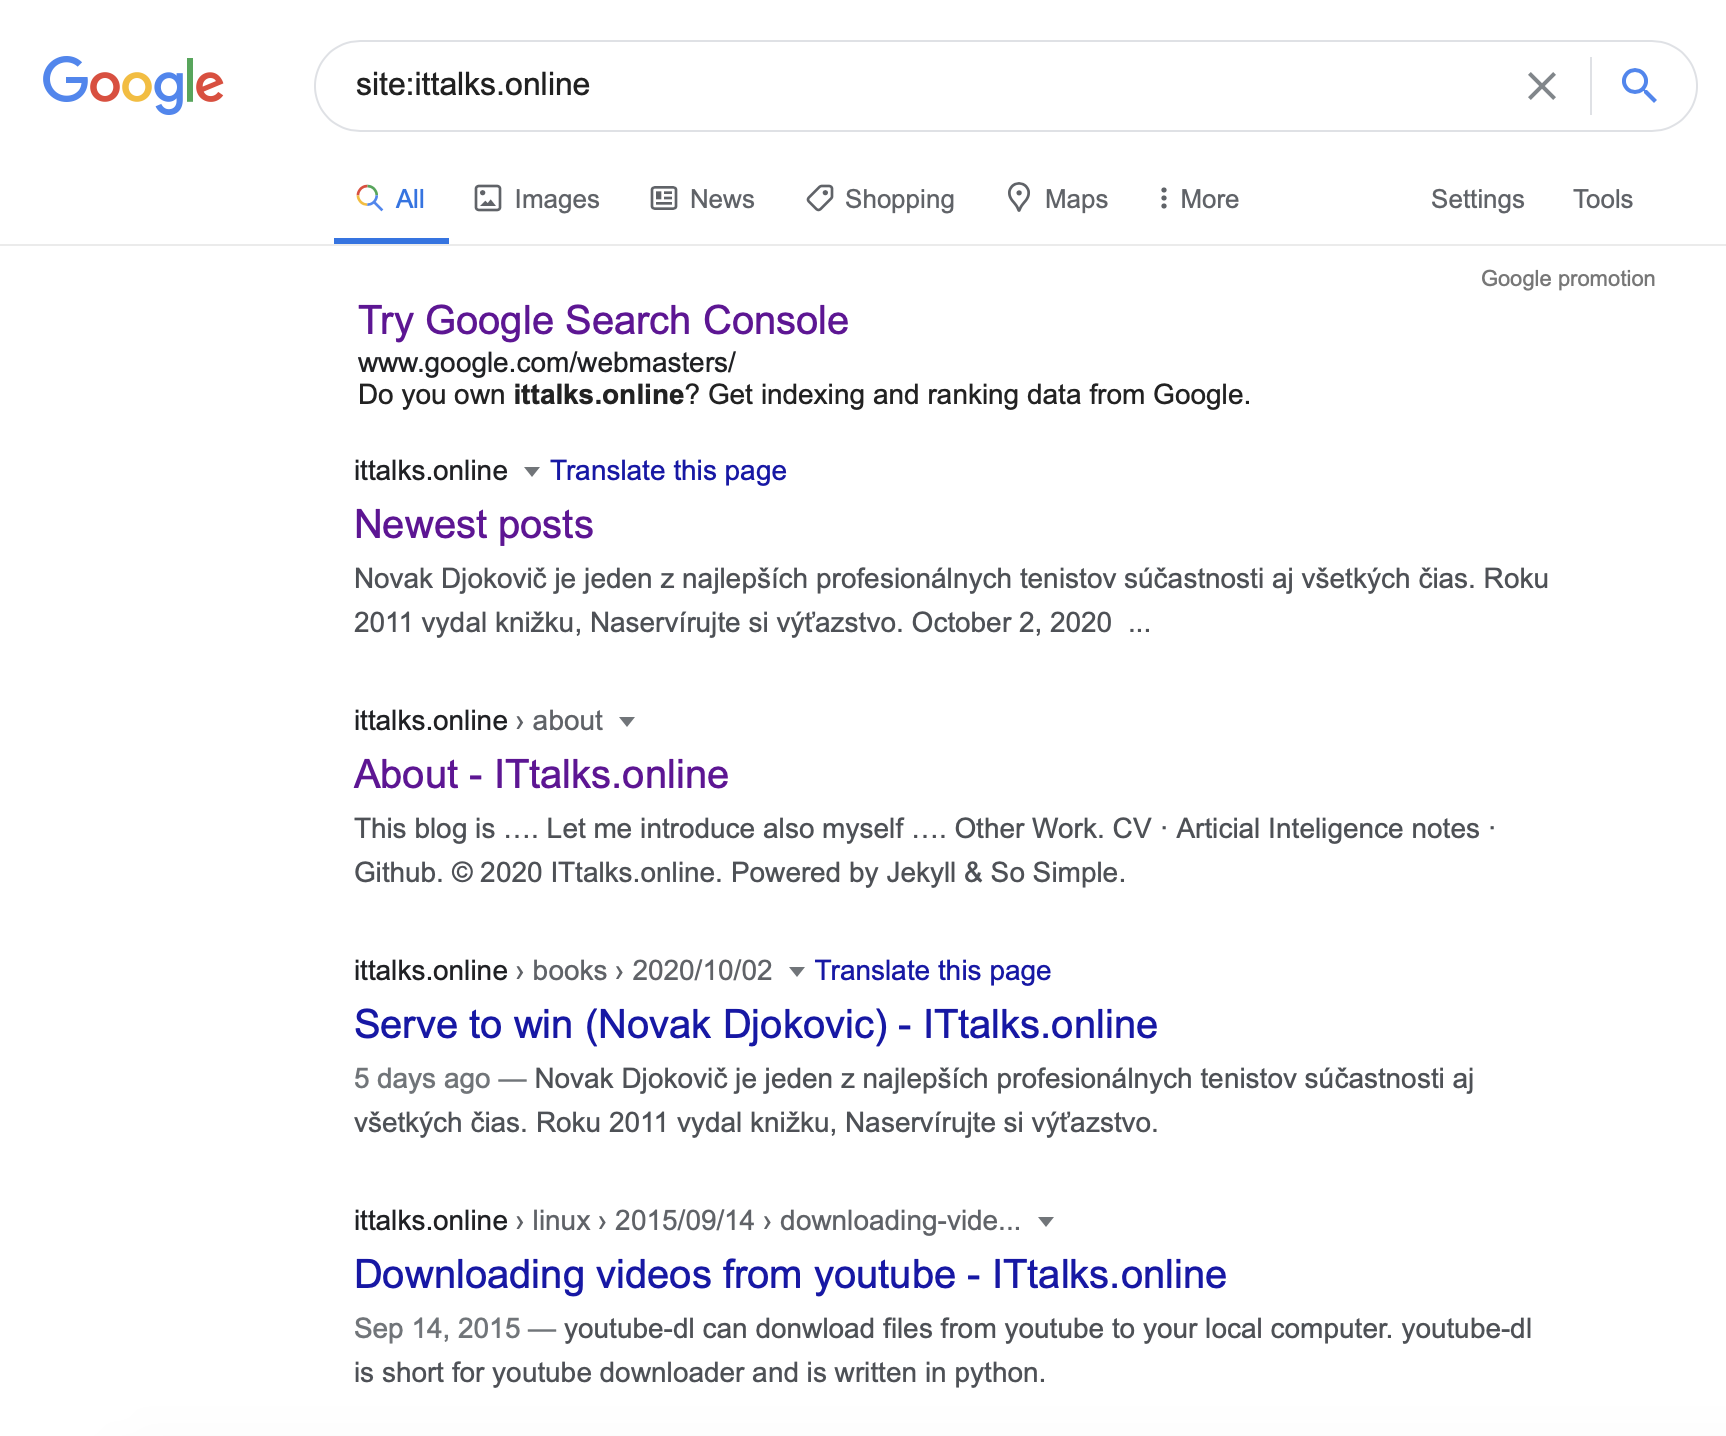 Google
site:ittalks.online
All Images News Shopping Maps More Settings Tools
Google promotion
Try Google Search Console
www.google.com/webmasters/
Do you own ittalks.online? Get indexing and ranking data from Google.
ittalks.online Translate this page
Newest posts
Novak Djokovič je jeden z najlepších profesionálnych tenistov súčastnosti aj všetkých čias. Roku
2011 vydal knižku, Naservírujte si výťazstvo. October 2, 2020 ...
ittalks.online › about
About - ITtalks.online
This blog is …. Let me introduce also myself …. Other Work. CV · Articial Inteligence notes ·
Github. © 2020 ITtalks.online. Powered by Jekyll & So Simple.
ittalks.online › books › 2020/10/02 Translate this page
Serve to win (Novak Djokovic) - ITtalks.online
5 days ago — Novak Djokovič je jeden z najlepších profesionálnych tenistov súčastnosti aj
všetkých čias. Roku 2011 vydal knižku, Naservírujte si výťazstvo.
ittalks.online › linux › 2015/09/14 › downloading-vide...
Downloading videos from youtube - ITtalks.online
Sep 14, 2015 — youtube-dl can donwload files from youtube to your local computer. youtube-dl
is short for youtube downloader and is written in python.